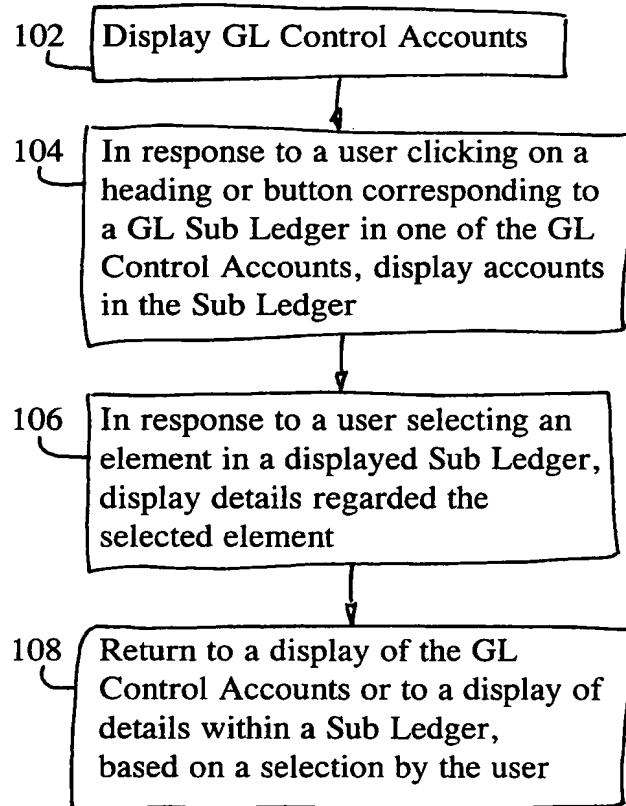 102 Display GL Control Accounts
104 In response to a user clicking on a
heading or button corresponding to
a GL Sub Ledger in one of the GL
Control Accounts, display accounts
in the Sub Ledger
106 In response to a user selecting an
element in a displayed Sub Ledger,
display details regarded the
selected element
108 Return to a display of the GL
Control Accounts or to a display of
details within a Sub Ledger,
based on a selection by the user